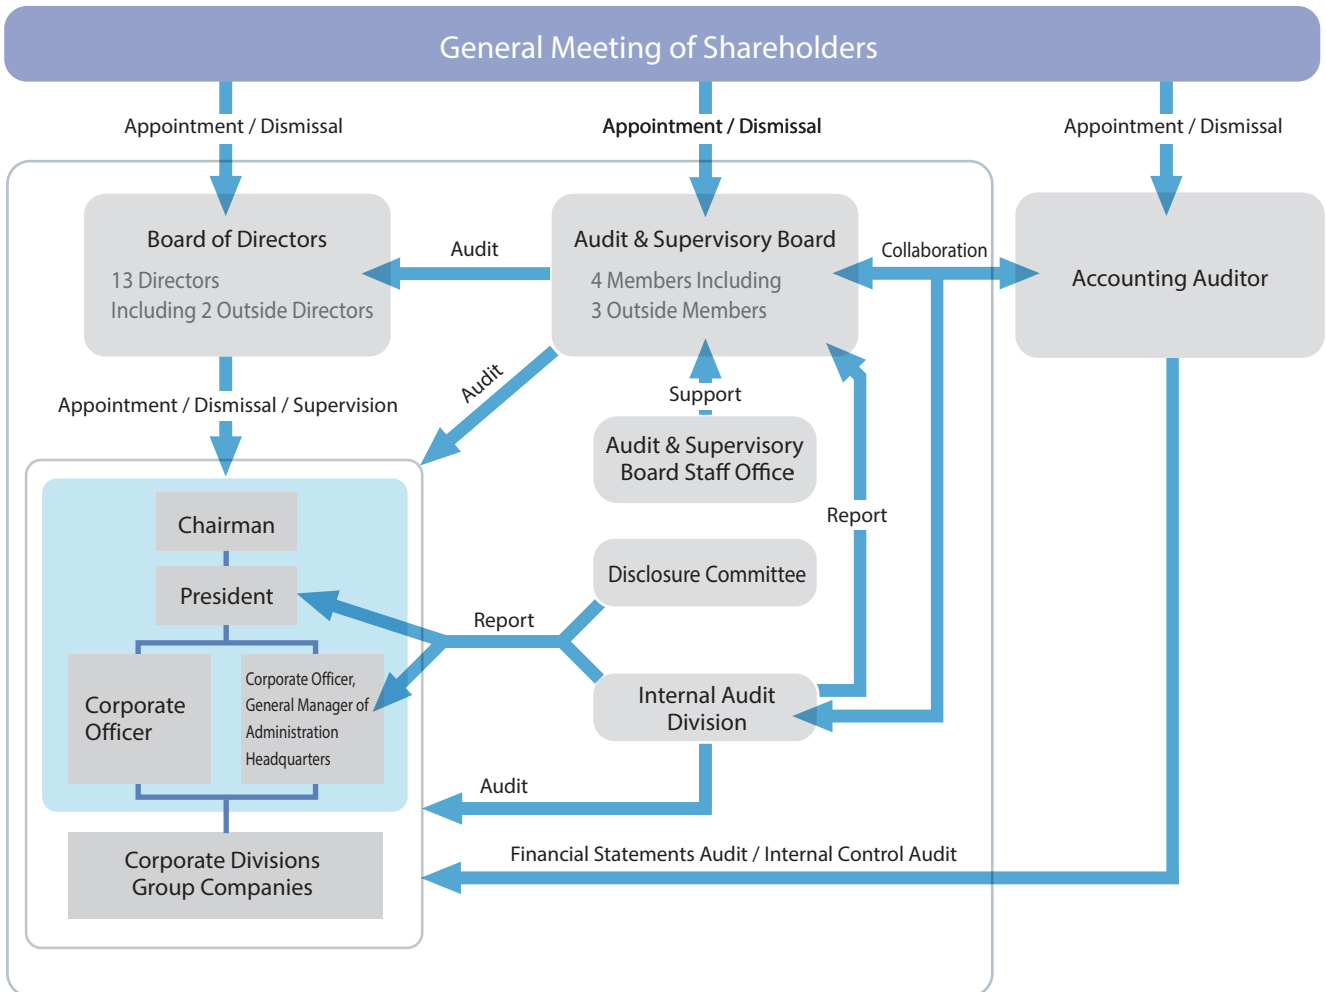 General Meeting of Shareholders
Appointment / Dismissal
Appointment / Dismissal
Appointment / Dismissal
Board of Directors
13 Directors
Including 2 Outside Directors
Audit
Audit & Supervisory Board
4 Members Including
3 Outside Members
Collaboration
Accounting Auditor
Appointment / Dismissal / Supervision
Audit
Support
Audit & Supervisory
Board Staff Office
Report
Chairman
President
Corporate
Officer
Corporate Officer,
General Manager of
Administration
Headquarters
Report
Disclosure Committee
Internal Audit
Division
Audit
Corporate Divisions
Group Companies
Financial Statements Audit / Internal Control Audit